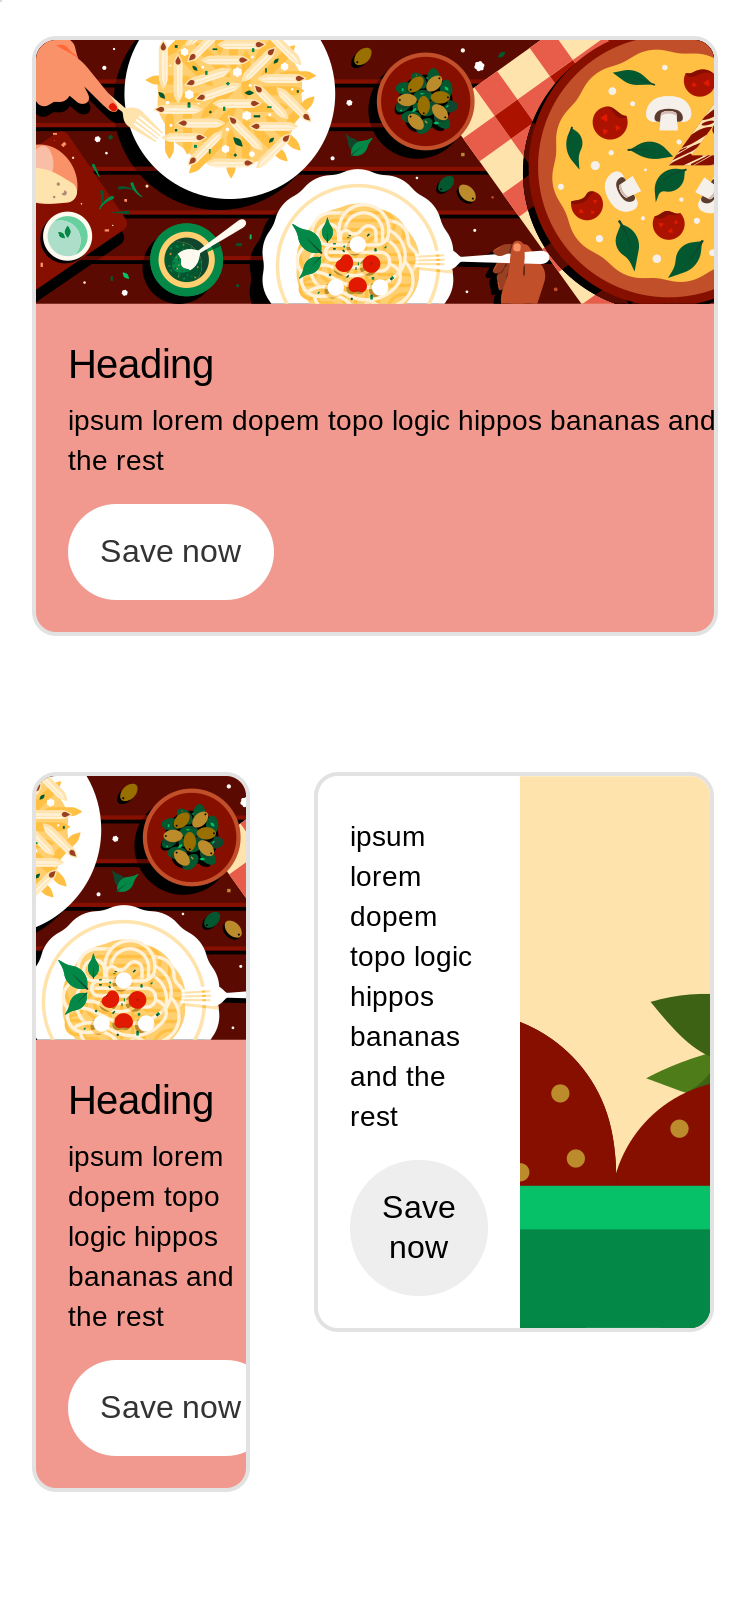 Heading
ipsum lorem dopem topo logic hippos bananas and
the rest
Save now
Heading
ipsum lorem
dopem topo
logic hippos
bananas and
the rest
Save now
ipsum
lorem
dopem
topo logic
hippos
bananas
and the
rest
Save
now